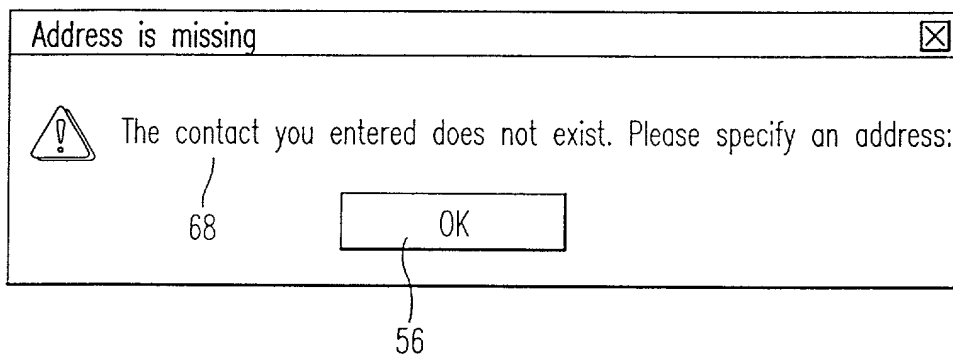 Address is missing
The contact you entered does not exist. Please specify an address:
68
OK
56